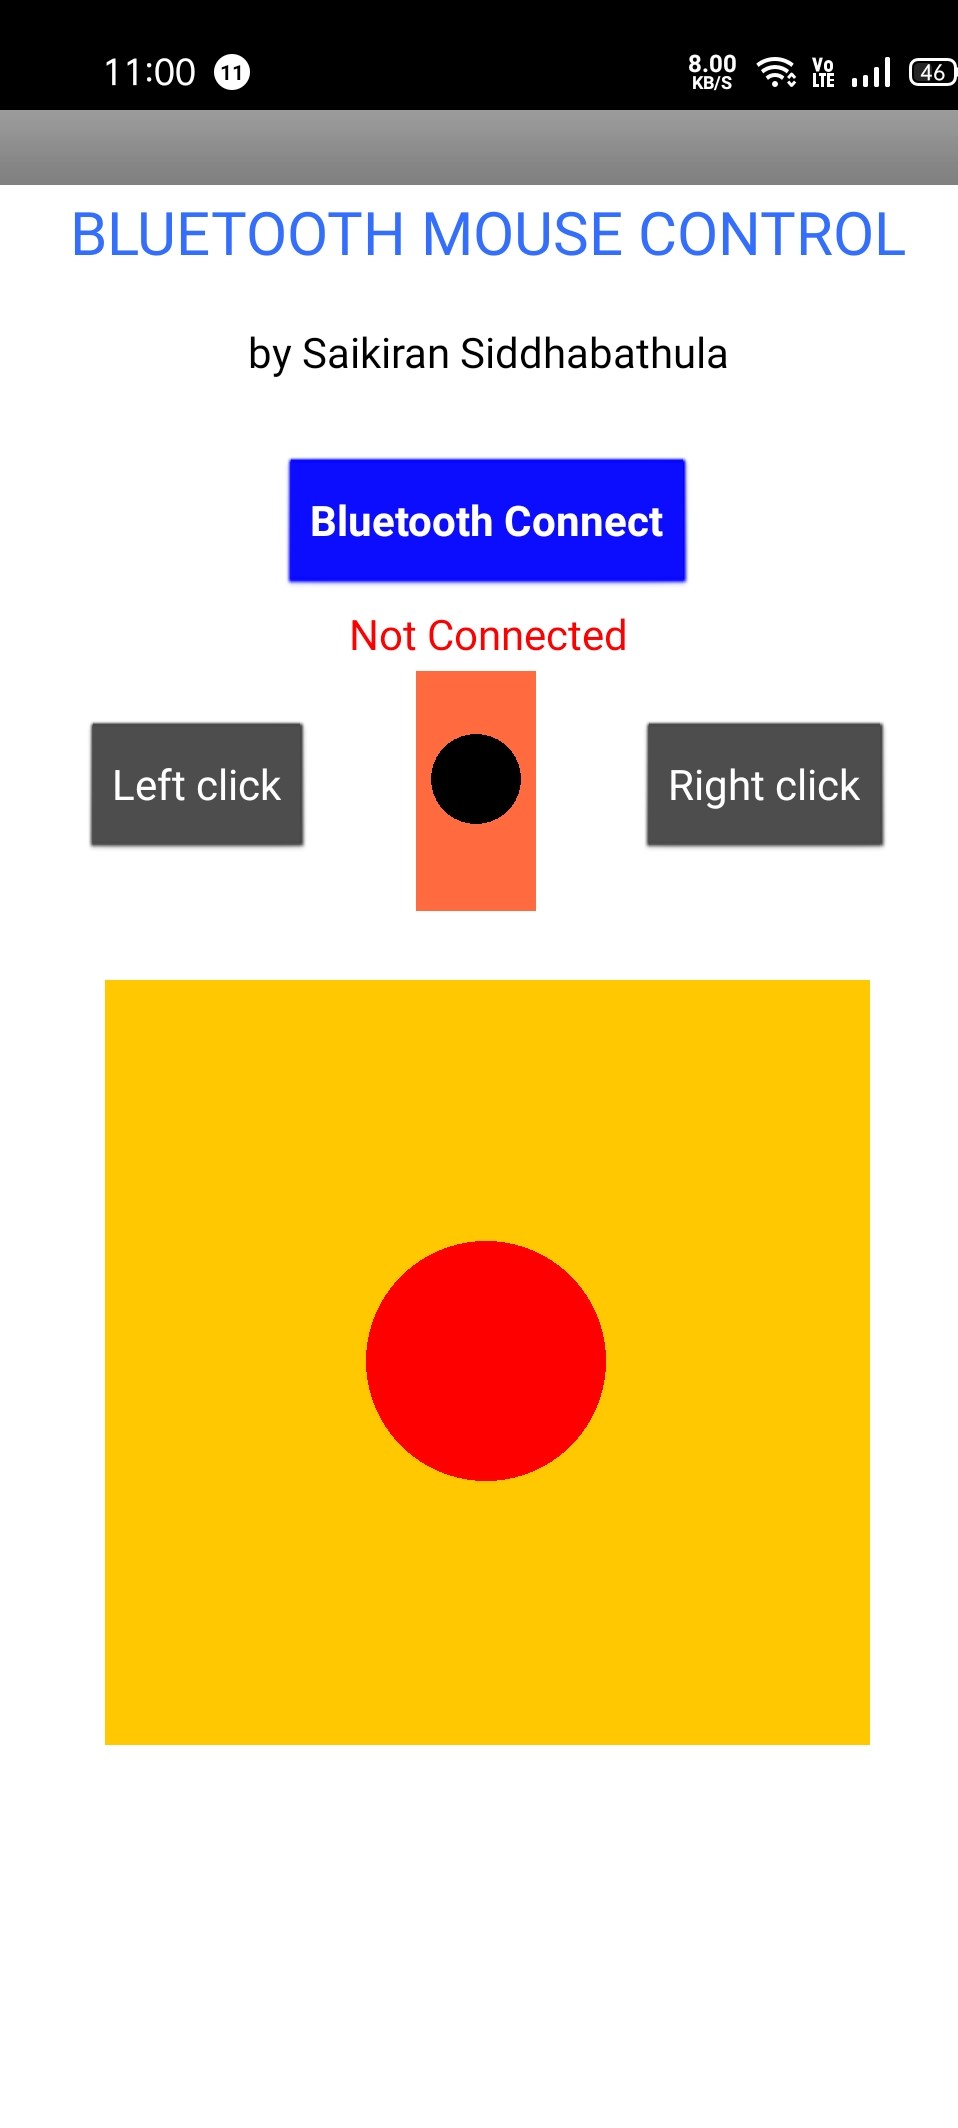 11:00 11 8.00 KB/S Vo LTE 46
BLUETOOTH MOUSE CONTROL
by Saikiran Siddhabathula
Bluetooth Connect
Not Connected
Left click Right click